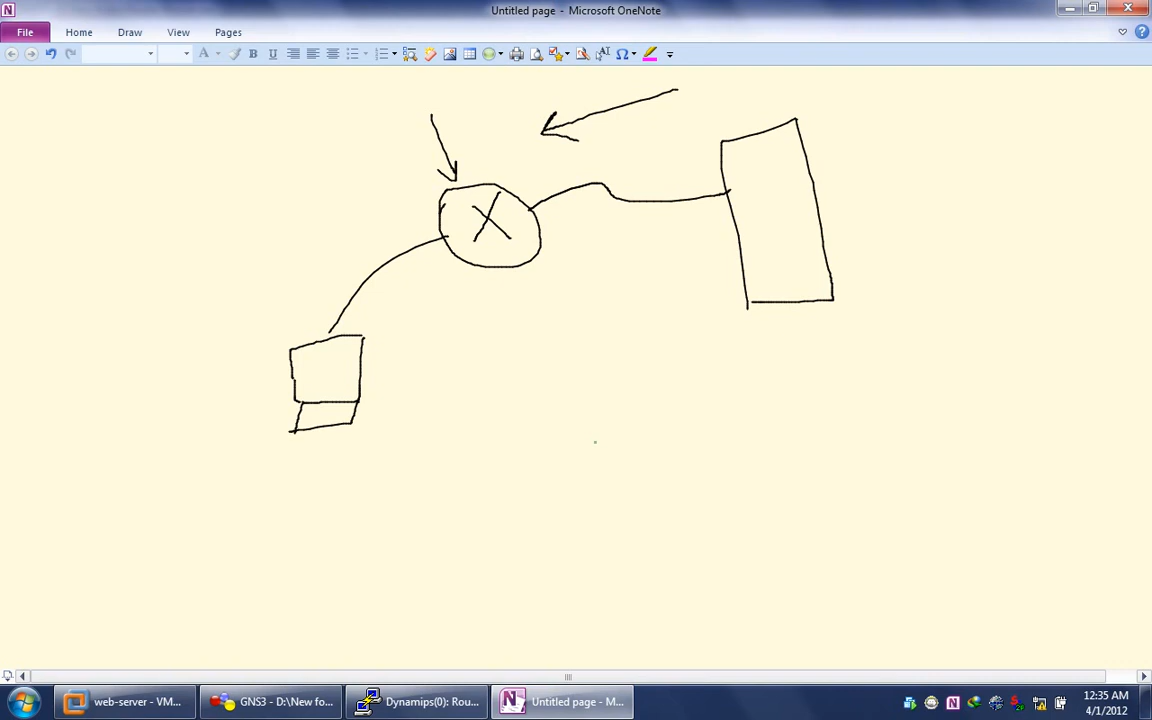 Untitled page - Microsoft OneNote
File Home Draw View Pages
web-server - VM...
GNS3 - D:\New fo...
Dynamips(0): Rou...
Untitled page - M...
12:35 AM
4/1/2012